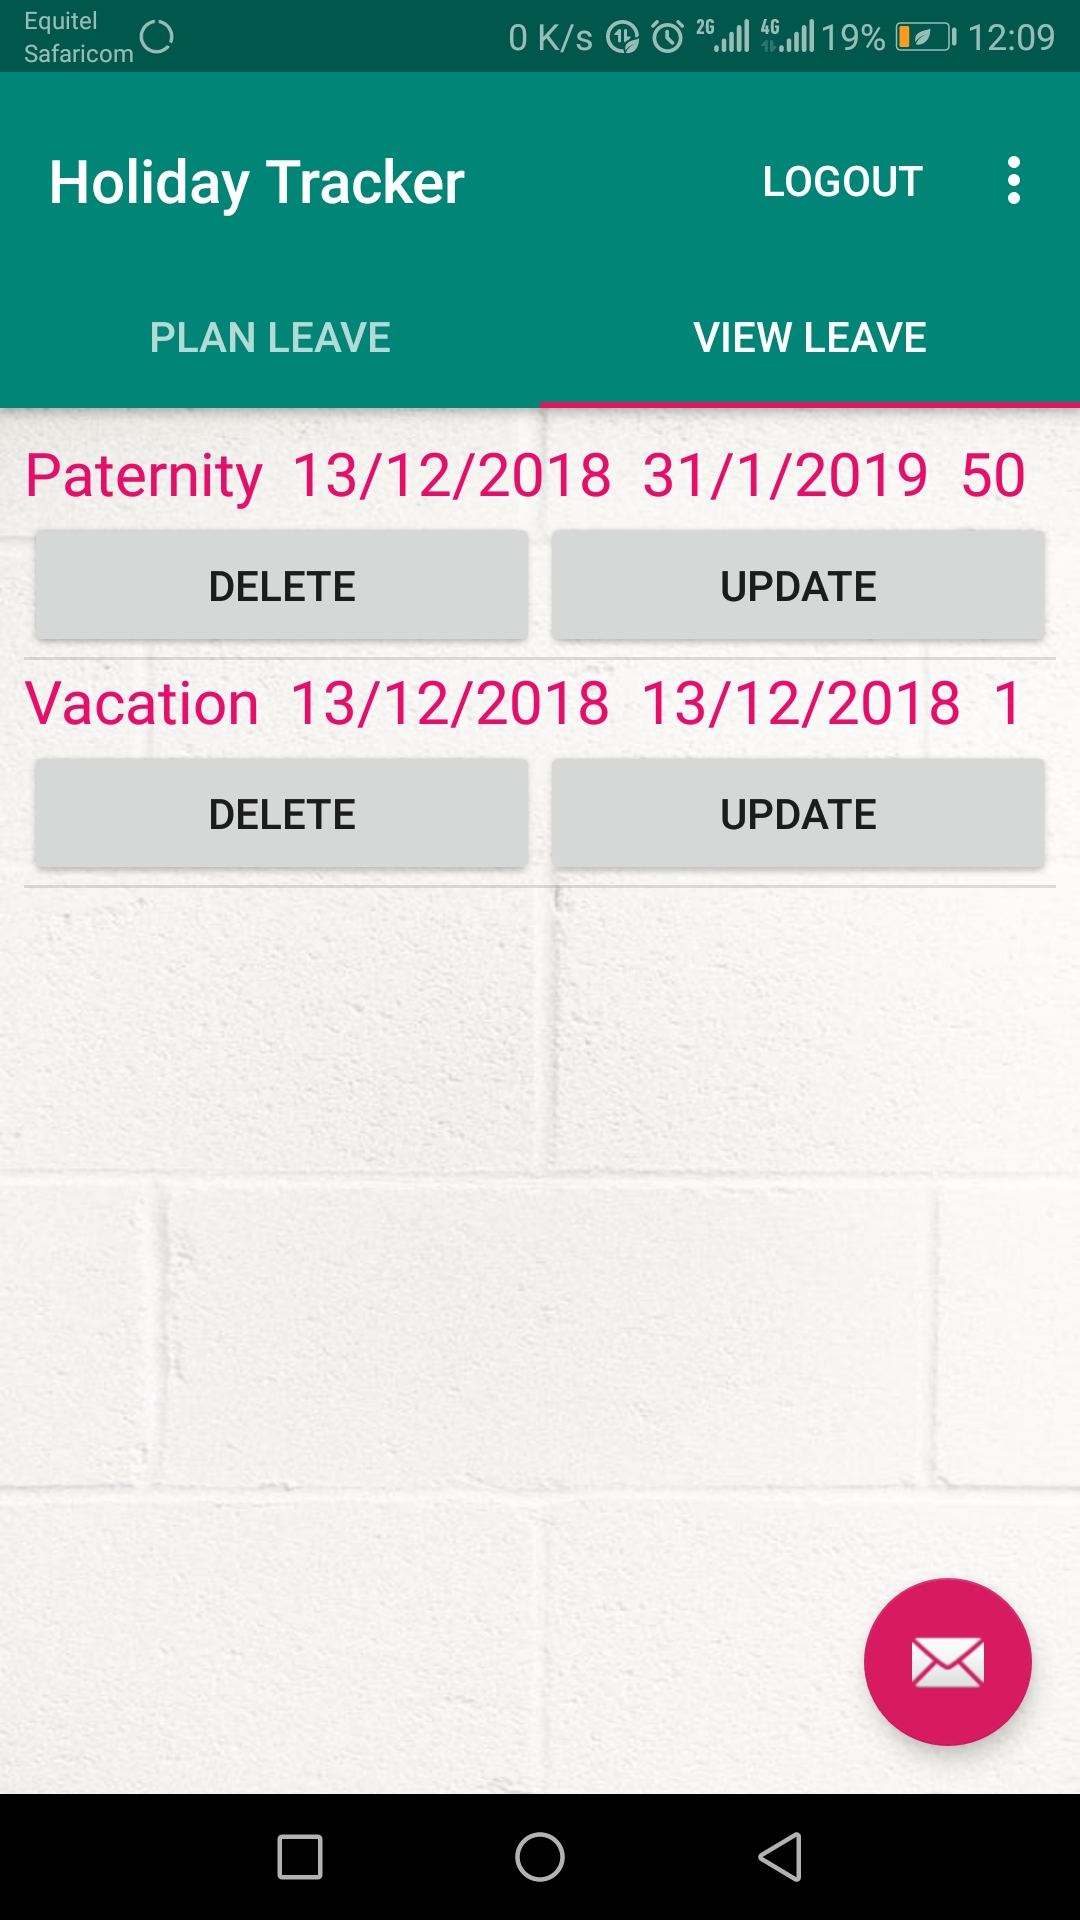 Equitel
Safaricom
0 K/s 2G 4G 19% 12:09
Holiday Tracker LOGOUT
PLAN LEAVE VIEW LEAVE
Paternity 13/12/2018 31/1/2019 50
DELETE UPDATE
Vacation 13/12/2018 13/12/2018 1
DELETE UPDATE